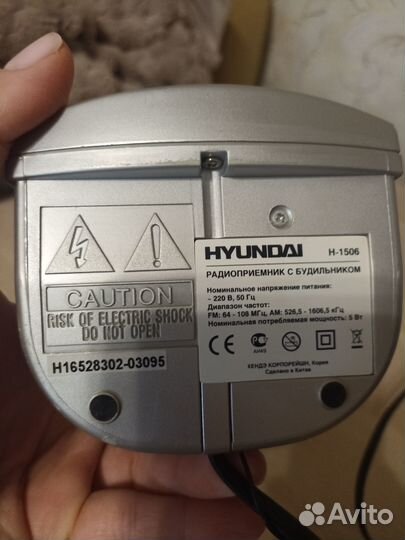 CAUTION
RISK OF ELECTRIC SHOCK
DO NOT OPEN
H16528302-03095
HYUNDAI H-1506
РАДИОПРИЕМНИК С БУДИЛЬНИКОМ
Номинальное напряжение питания:
~ 220 В, 50 Гц
Диапазон частот:
FM: 64 - 108 МГц, AM: 526,5 - 1606,5 кГц
Номинальная потребляемая мощность: 5 Вт
АН49
КЕНДЭ КОРПОРЕЙШН, Корея
Сделано в Китае
Avito